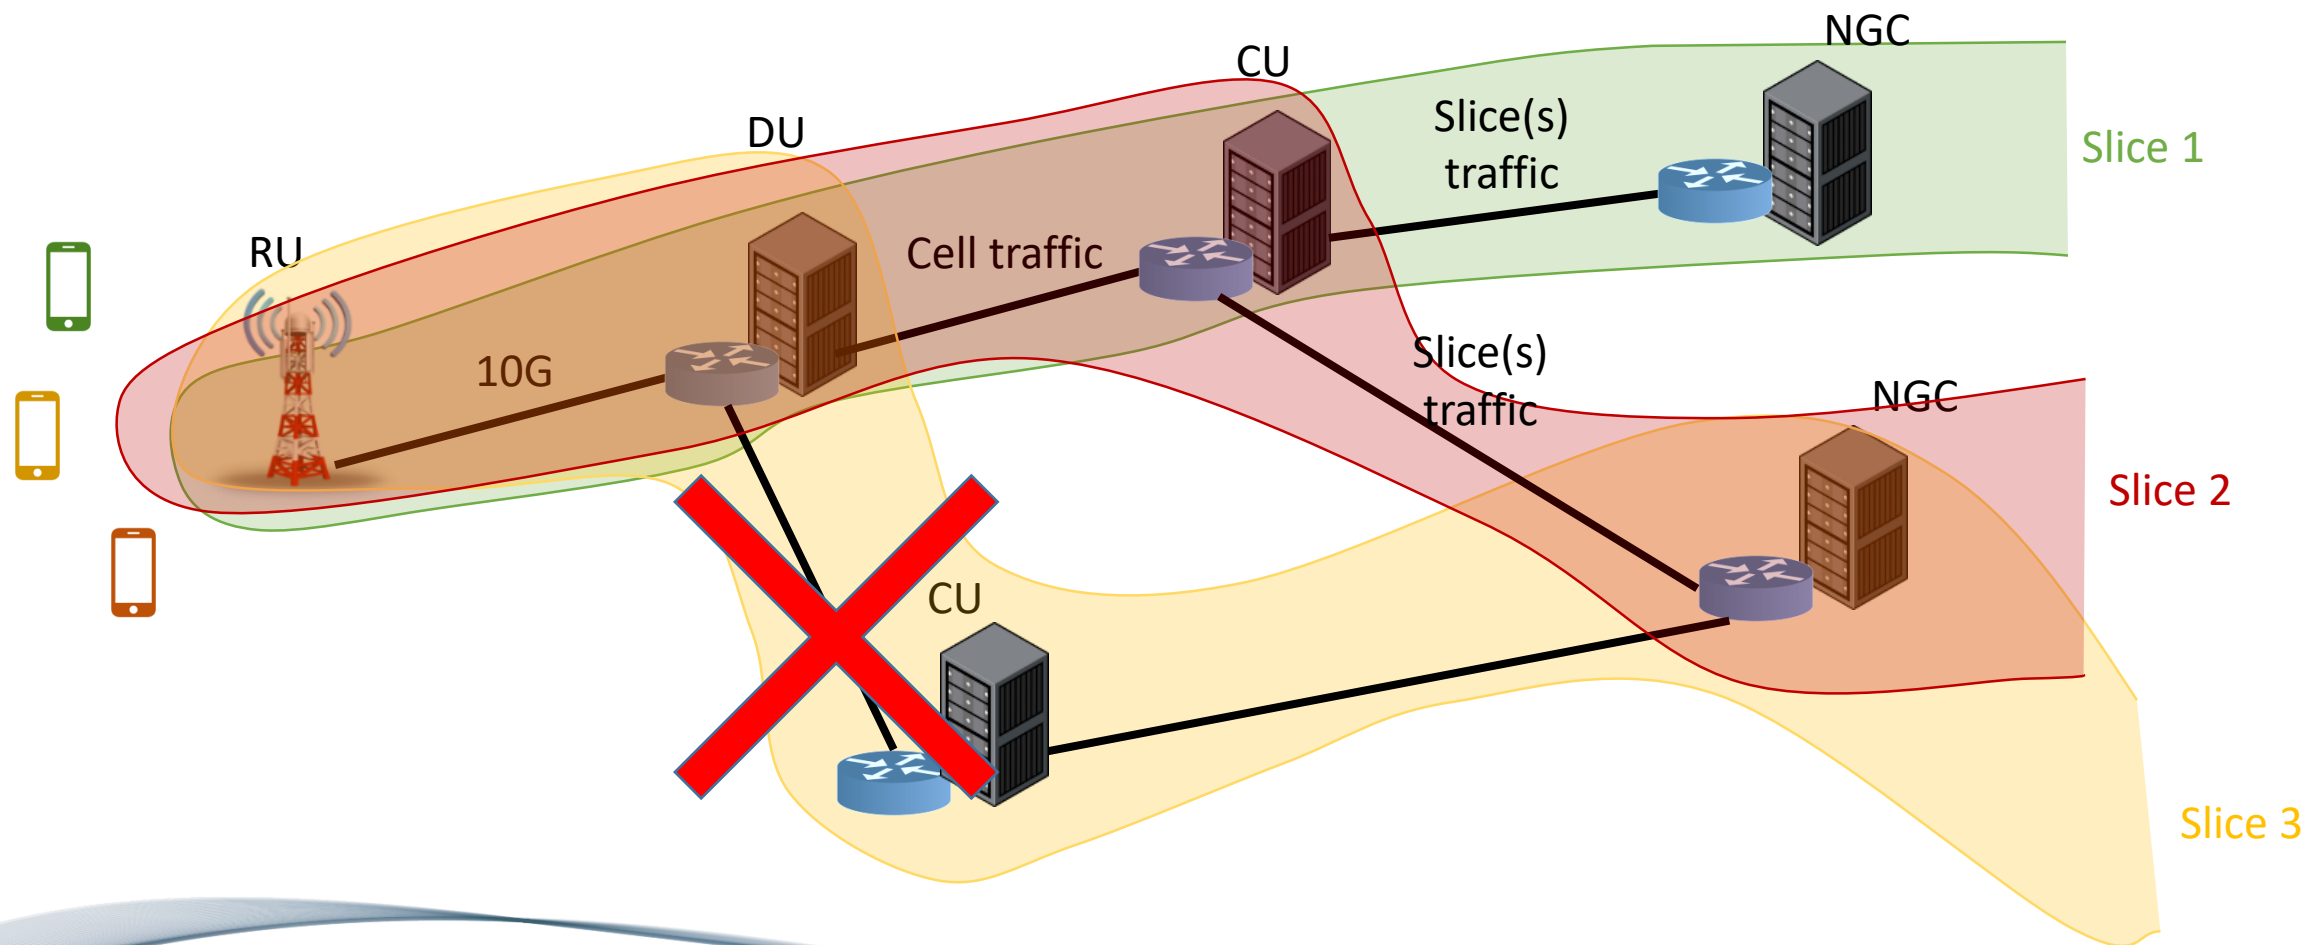 NGC
CU
Slice(s)
traffic
DU
Slice 1
RU
Cell traffic
Slice(s)
traffic
10G
NGC
Slice 2
CU
Slice 3